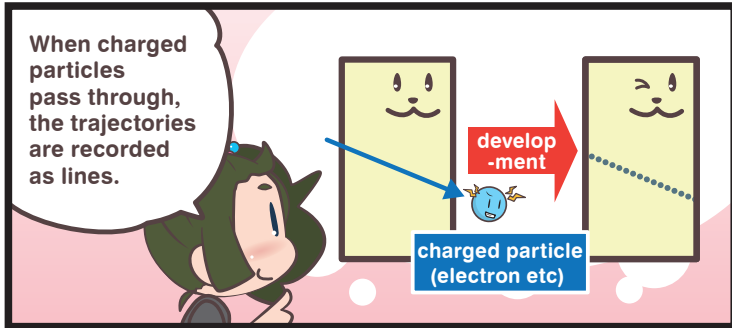 When charged
particles
pass through,
the trajectories
are recorded
as lines.
develop
-ment
charged particle
(electron etc)